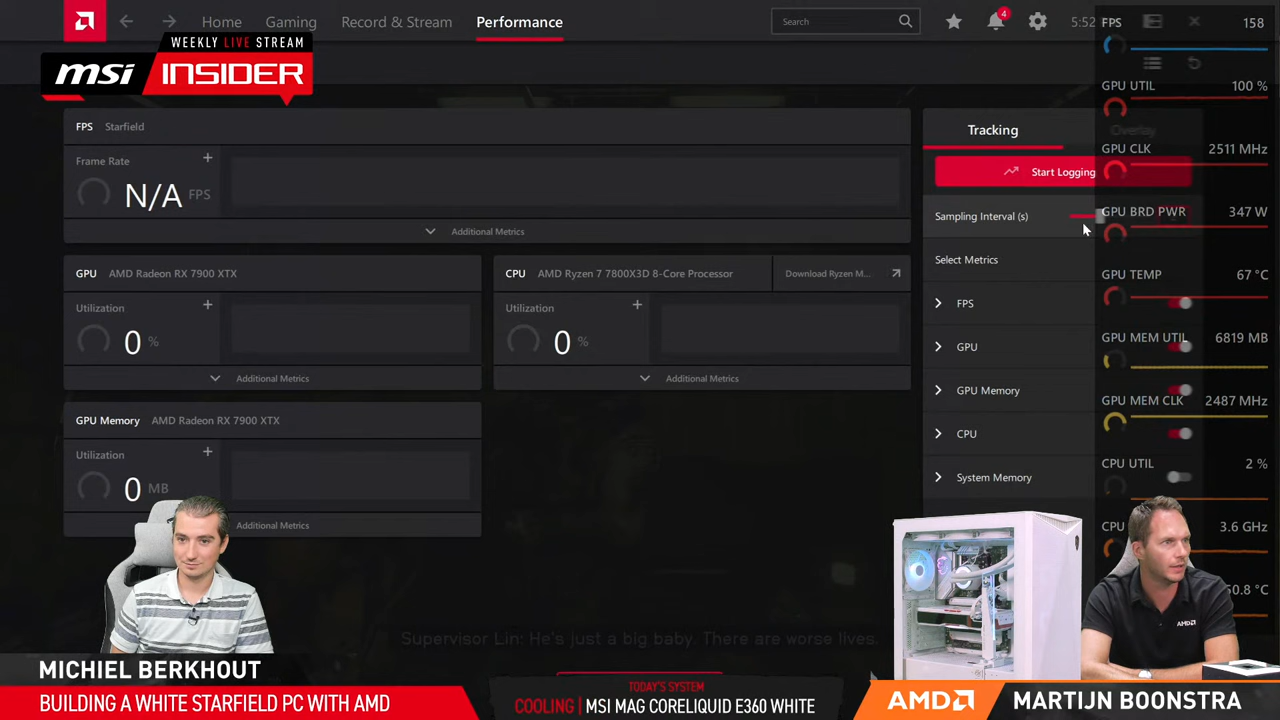 Home
Gaming
Record & Stream
Performance
Search
4
5:52
FPS 158
WEEKLY LIVE STREAM
msi INSIDER
GPU UTIL 100 %
FPS Starfield
Tracking
Overlay
Frame Rate
N/A FPS
GPU CLK 2511 MHz
Start Logging
Sampling Interval (s)
GPU BRD PWR 347 W
Additional Metrics
Select Metrics
GPU AMD Radeon RX 7900 XTX
CPU AMD Ryzen 7 7800X3D 8-Core Processor
Download Ryzen M...
GPU TEMP 67 °C
Utilization
0 %
Utilization
0 %
FPS
GPU
GPU MEM UTIL 6819 MB
Additional Metrics
Additional Metrics
GPU Memory
GPU MEM CLK 2487 MHz
GPU Memory AMD Radeon RX 7900 XTX
CPU
Utilization
0 MB
CPU UTIL 2 %
System Memory
Additional Metrics
CPU 3.6 GHz
50.8 °C
AMD
Supervisor Lin: He's just a big baby. There are worse lives.
MICHIEL BERKHOUT
BUILDING A WHITE STARFIELD PC WITH AMD
TODAY'S SYSTEM
COOLING | MSI MAG CORELIQUID E360 WHITE
AMD
MARTIJN BOONSTRA